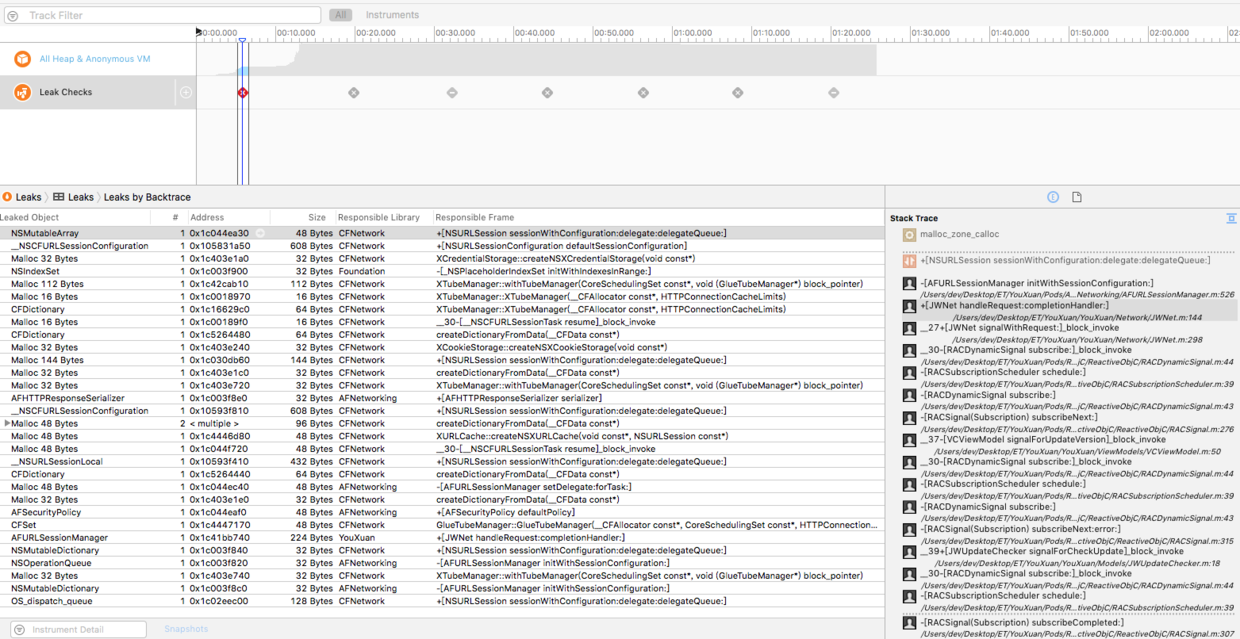 Track Filter
All
Instruments
00:00.000 00:10.000 00:20.000 00:30.000 00:40.000 00:50.000 01:00.000 01:10.000 01:20.000 01:30.000 01:40.000 01:50.000 02:00.000 02:
All Heap & Anonymous VM
Leak Checks
Leaks Leaks Leaks by Backtrace
Leaked Object # Address Size Responsible Library Responsible Frame
NSMutableArray 1 0x1c044ea30 48 Bytes CFNetwork +[NSURLSession sessionWithConfiguration:delegate:delegateQueue:]
__NSCFURLSessionConfiguration 1 0x105831a50 608 Bytes CFNetwork +[NSURLSessionConfiguration defaultSessionConfiguration]
Malloc 32 Bytes 1 0x1c403e1a0 32 Bytes CFNetwork XCredentialStorage::createNSXCredentialStorage(void const*)
NSIndexSet 1 0x1c003f900 32 Bytes Foundation -[_NSPlaceholderIndexSet initWithIndexesInRange:]
Malloc 112 Bytes 1 0x1c42cab10 112 Bytes CFNetwork XTubeManager::withTubeManager(CoreSchedulingSet const*, void (GlueTubeManager*) block_pointer)
Malloc 16 Bytes 1 0x1c0018970 16 Bytes CFNetwork XTubeManager::XTubeManager(__CFAllocator const*, HTTPConnectionCacheLimits)
CFDictionary 1 0x1c16629c0 64 Bytes CFNetwork XTubeManager::XTubeManager(__CFAllocator const*, HTTPConnectionCacheLimits)
Malloc 16 Bytes 1 0x1c00189f0 16 Bytes CFNetwork __30-[__NSCFURLSessionTask resume]_block_invoke
CFDictionary 1 0x1c5264480 64 Bytes CFNetwork createDictionaryFromData(__CFData const*)
Malloc 32 Bytes 1 0x1c403e240 32 Bytes CFNetwork XCookieStorage::createNSXCookieStorage(void const*)
Malloc 144 Bytes 1 0x1c030db60 144 Bytes CFNetwork +[NSURLSession sessionWithConfiguration:delegate:delegateQueue:]
Malloc 32 Bytes 1 0x1c403e1c0 32 Bytes CFNetwork createDictionaryFromData(__CFData const*)
Malloc 32 Bytes 1 0x1c403e720 32 Bytes CFNetwork XTubeManager::withTubeManager(CoreSchedulingSet const*, void (GlueTubeManager*) block_pointer)
AFHTTPResponseSerializer 1 0x1c003f8e0 32 Bytes AFNetworking +[AFHTTPResponseSerializer serializer]
__NSCFURLSessionConfiguration 1 0x10593f810 608 Bytes CFNetwork +[NSURLSession sessionWithConfiguration:delegate:delegateQueue:]
Malloc 48 Bytes 2 < multiple > 96 Bytes CFNetwork createDictionaryFromData(__CFData const*)
Malloc 48 Bytes 1 0x1c4446d80 48 Bytes CFNetwork XURLCache::createNSXURLCache(void const*, NSURLSession const*)
Malloc 48 Bytes 1 0x1c044f720 48 Bytes CFNetwork __30-[__NSCFURLSessionTask resume]_block_invoke
__NSURLSessionLocal 1 0x10593f410 432 Bytes CFNetwork +[NSURLSession sessionWithConfiguration:delegate:delegateQueue:]
CFDictionary 1 0x1c5264440 64 Bytes CFNetwork createDictionaryFromData(__CFData const*)
Malloc 48 Bytes 1 0x1c044ec40 48 Bytes AFNetworking -[AFURLSessionManager setDelegate:forTask:]
Malloc 32 Bytes 1 0x1c403e1e0 32 Bytes CFNetwork createDictionaryFromData(__CFData const*)
AFSecurityPolicy 1 0x1c044eaf0 48 Bytes AFNetworking +[AFSecurityPolicy defaultPolicy]
CFSet 1 0x1c4447170 48 Bytes CFNetwork GlueTubeManager::GlueTubeManager(__CFAllocator const*, CoreSchedulingSet const*, HTTPConnection...
AFURLSessionManager 1 0x1c41bb740 224 Bytes YouXuan +[JWNet handleRequest:completionHandler:]
NSMutableDictionary 1 0x1c003f840 32 Bytes CFNetwork +[NSURLSession sessionWithConfiguration:delegate:delegateQueue:]
NSOperationQueue 1 0x1c003f820 32 Bytes AFNetworking -[AFURLSessionManager initWithSessionConfiguration:]
Malloc 32 Bytes 1 0x1c403e740 32 Bytes CFNetwork XTubeManager::withTubeManager(CoreSchedulingSet const*, void (GlueTubeManager*) block_pointer)
NSMutableDictionary 1 0x1c003f8c0 32 Bytes AFNetworking -[AFURLSessionManager initWithSessionConfiguration:]
OS_dispatch_queue 1 0x1c02eec00 128 Bytes CFNetwork +[NSURLSession sessionWithConfiguration:delegate:delegateQueue:]
Instrument Detail
Snapshots
Stack Trace
malloc_zone_calloc
+[NSURLSession sessionWithConfiguration:delegate:delegateQueue:]
-[AFURLSessionManager initWithSessionConfiguration:]
/Users/dev/Desktop/ET/YouXuan/Pods/A...Networking/AFURLSessionManager.m:526
+[JWNet handleRequest:completionHandler:]
/Users/dev/Desktop/ET/YouXuan/YouXuan/Network/JWNet.m:144
__27+[JWNet signalWithRequest:]_block_invoke
/Users/dev/Desktop/ET/YouXuan/YouXuan/Network/JWNet.m:298
__30-[RACDynamicSignal subscribe:]_block_invoke
/Users/dev/Desktop/ET/YouXuan/Pods/R...jC/ReactiveObjC/RACDynamicSignal.m:44
-[RACSubscriptionScheduler schedule:]
/Users/dev/Desktop/ET/YouXuan/Pods/R...tiveObjC/RACSubscriptionScheduler.m:39
-[RACDynamicSignal subscribe:]
/Users/dev/Desktop/ET/YouXuan/Pods/R...jC/ReactiveObjC/RACDynamicSignal.m:43
-[RACSignal(Subscription) subscribeNext:]
/Users/dev/Desktop/ET/YouXuan/Pods/R...ctiveObjC/ReactiveObjC/RACSignal.m:276
__37-[VCViewModel signalForUpdateVersion]_block_invoke
/Users/dev/Desktop/ET/YouXuan/YouXuan/ViewModels/VCViewModel.m:50
__30-[RACDynamicSignal subscribe:]_block_invoke
/Users/dev/Desktop/ET/YouXuan/Pods/R...jC/ReactiveObjC/RACDynamicSignal.m:44
-[RACSubscriptionScheduler schedule:]
/Users/dev/Desktop/ET/YouXuan/Pods/R...tiveObjC/RACSubscriptionScheduler.m:39
-[RACDynamicSignal subscribe:]
/Users/dev/Desktop/ET/YouXuan/Pods/R...jC/ReactiveObjC/RACDynamicSignal.m:43
-[RACSignal(Subscription) subscribeNext:error:]
/Users/dev/Desktop/ET/YouXuan/Pods/R...ctiveObjC/ReactiveObjC/RACSignal.m:315
__39+[JWUpdateChecker signalForCheckUpdate]_block_invoke
/Users/dev/Desktop/ET/YouXuan/YouXuan/Models/JWUpdateChecker.m:18
__30-[RACDynamicSignal subscribe:]_block_invoke
/Users/dev/Desktop/ET/YouXuan/Pods/R...jC/ReactiveObjC/RACDynamicSignal.m:44
-[RACSubscriptionScheduler schedule:]
/Users/dev/Desktop/ET/YouXuan/Pods/R...tiveObjC/RACSubscriptionScheduler.m:39
-[RACSignal(Subscription) subscribeCompleted:]
/Users/dev/Desktop/ET/YouXuan/Pods/R...ctiveObjC/ReactiveObjC/RACSignal.m:307